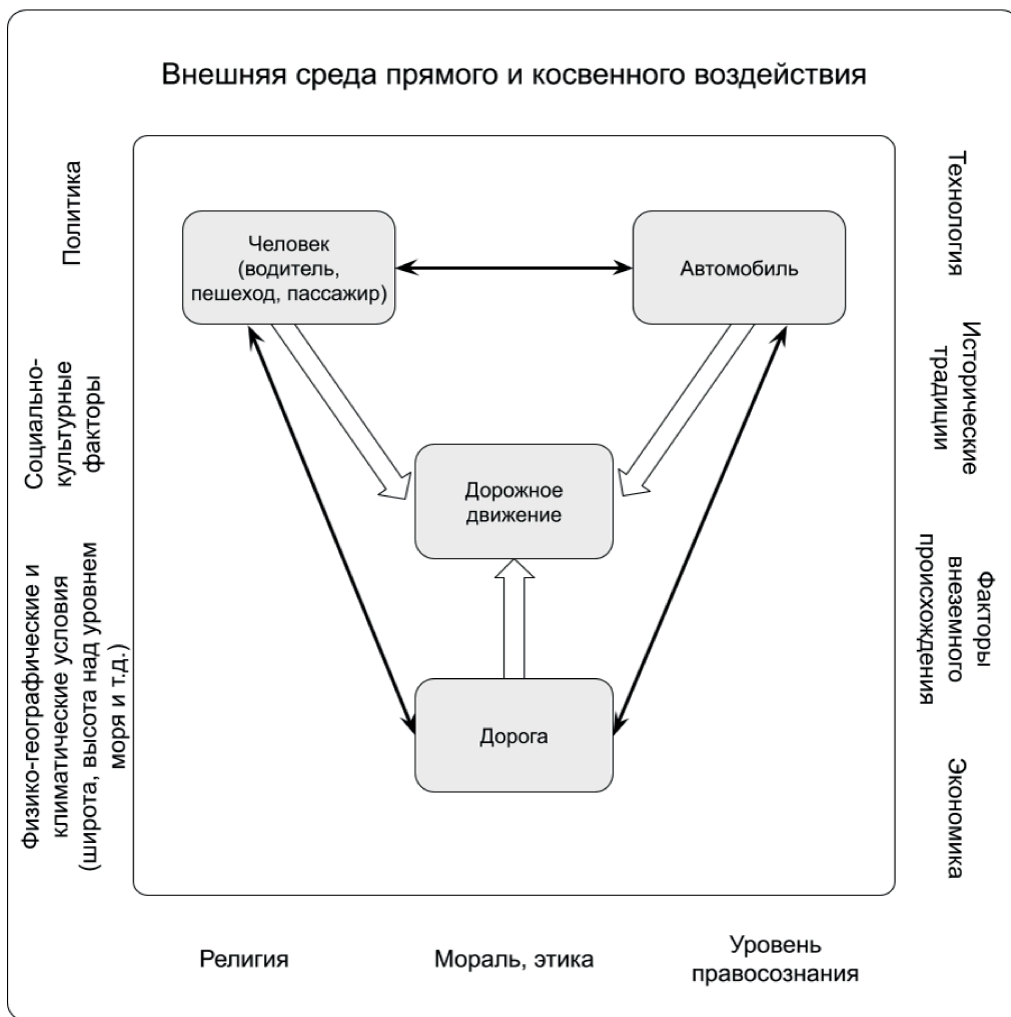 Внешняя среда прямого и косвенного воздействия
Политика
Социально-
культурные
факторы
Физико-географические и
климатические условия
(широта, высота над уровнем
моря и т.д.)
Человек
(водитель,
пешеход, пассажир)
Автомобиль
Дорожное
движение
Дорога
Технология
Исторические
традиции
Факторы
внеземного
происхождения
Экономика
Религия
Мораль, этика
Уровень
правосознания